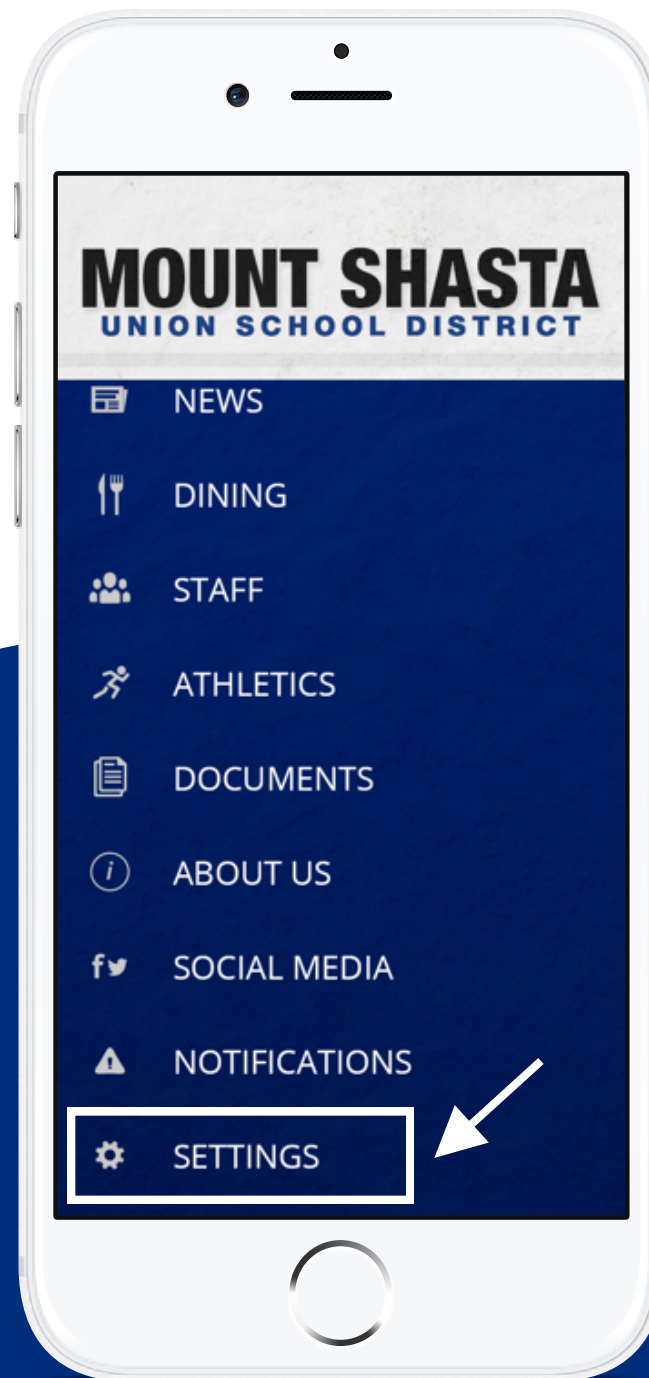 MOUNT SHASTA
UNION SCHOOL DISTRICT
NEWS
DINING
STAFF
ATHLETICS
DOCUMENTS
ABOUT US
SOCIAL MEDIA
NOTIFICATIONS
SETTINGS